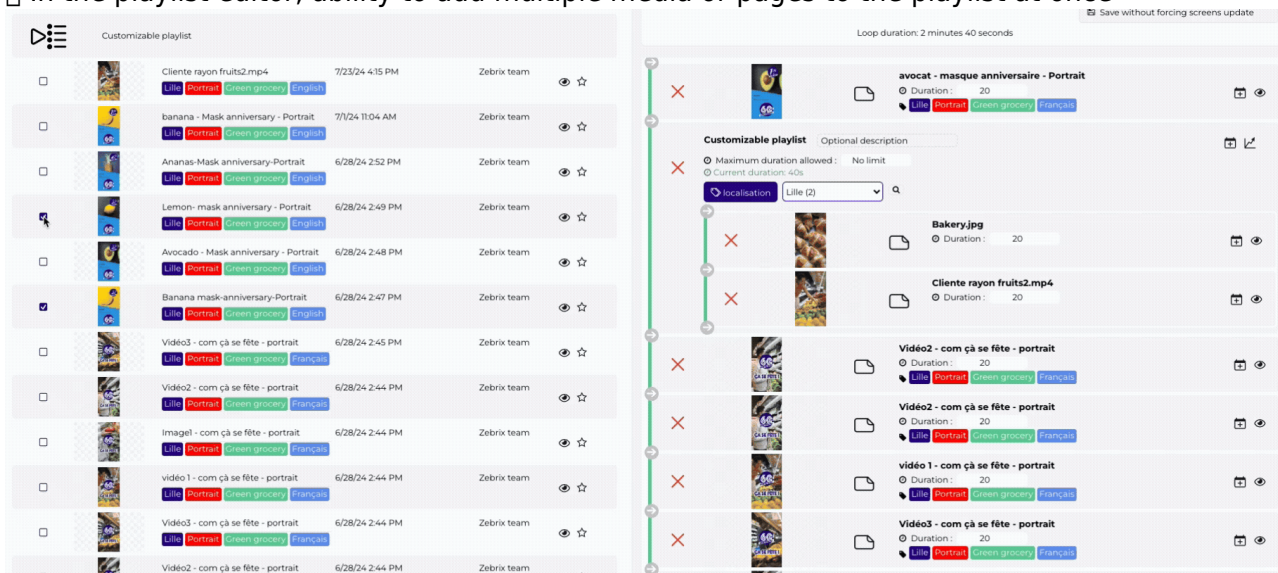 in the playlist editor, ability to add multiple media or pages to the playlist at once
Customizable playlist
Cliente rayon fruits2.mp4 7/23/24 4:15 PM Zebrix team
Lille Portrait Green grocery English
banana - Mask anniversary - Portrait 7/1/24 11:04 AM Zebrix team
Lille Portrait Green grocery English
Ananas-Mask anniversary-Portrait 6/28/24 2:52 PM Zebrix team
Lille Portrait Green grocery English
Lemon- mask anniversary - Portrait 6/28/24 2:49 PM Zebrix team
Lille Portrait Green grocery English
Avocado - Mask anniversary - Portrait 6/28/24 2:48 PM Zebrix team
Lille Portrait Green grocery English
Banana mask-anniversary-Portrait 6/28/24 2:47 PM Zebrix team
Lille Portrait Green grocery English
Vidéo3 - com çà se fête - portrait 6/28/24 2:45 PM Zebrix team
Lille Portrait Green grocery Français
Vidéo2 - com çà se fête - portrait 6/28/24 2:44 PM Zebrix team
Lille Portrait Green grocery Français
Image1 - com çà se fête - portrait 6/28/24 2:44 PM Zebrix team
Lille Portrait Green grocery Français
vidéo 1 - com çà se fête - portrait 6/28/24 2:44 PM Zebrix team
Lille Portrait Green grocery Français
Vidéo3 - com çà se fête - portrait 6/28/24 2:44 PM Zebrix team
Lille Portrait Green grocery Français
Vidéo2 - com çà se fête - portrait 6/28/24 2:44 PM Zebrix team
Save without forcing screens update
Loop duration: 2 minutes 40 seconds
avocat - masque anniversaire - Portrait
Duration : 20
Lille Portrait Green grocery Français
Customizable playlist Optional description
Maximum duration allowed : No limit
Current duration: 40s
localisation Lille (2)
Bakery.jpg
Duration : 20
Cliente rayon fruits2.mp4
Duration : 20
Vidéo2 - com çà se fête - portrait
Duration : 20
Lille Portrait Green grocery Français
Vidéo2 - com çà se fête - portrait
Duration : 20
Lille Portrait Green grocery Français
vidéo 1 - com çà se fête - portrait
Duration : 20
Lille Portrait Green grocery Français
Vidéo3 - com çà se fête - portrait
Duration : 20
Lille Portrait Green grocery Français